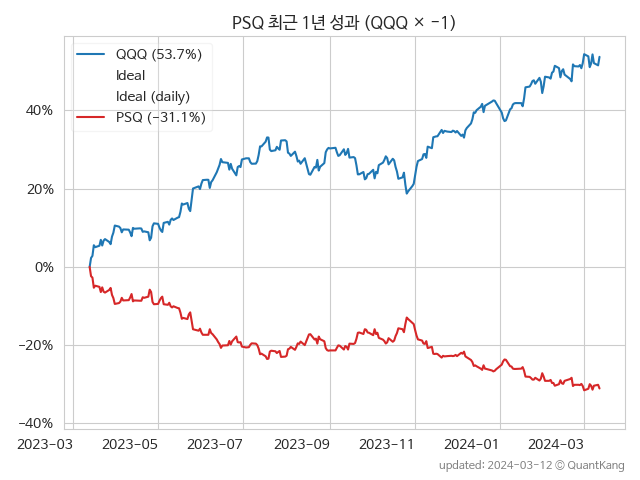 PSQ 최근 1년 성과 (QQQ × −1)
QQQ (53.7%)
Ideal
Ideal (daily)
PSQ (−31.1%)
40%
20%
0%
−20%
−40%
2023−03
2023−05
2023−07
2023−09
2023−11
2024−01
2024−03
updated: 2024-03-12 © QuantKang